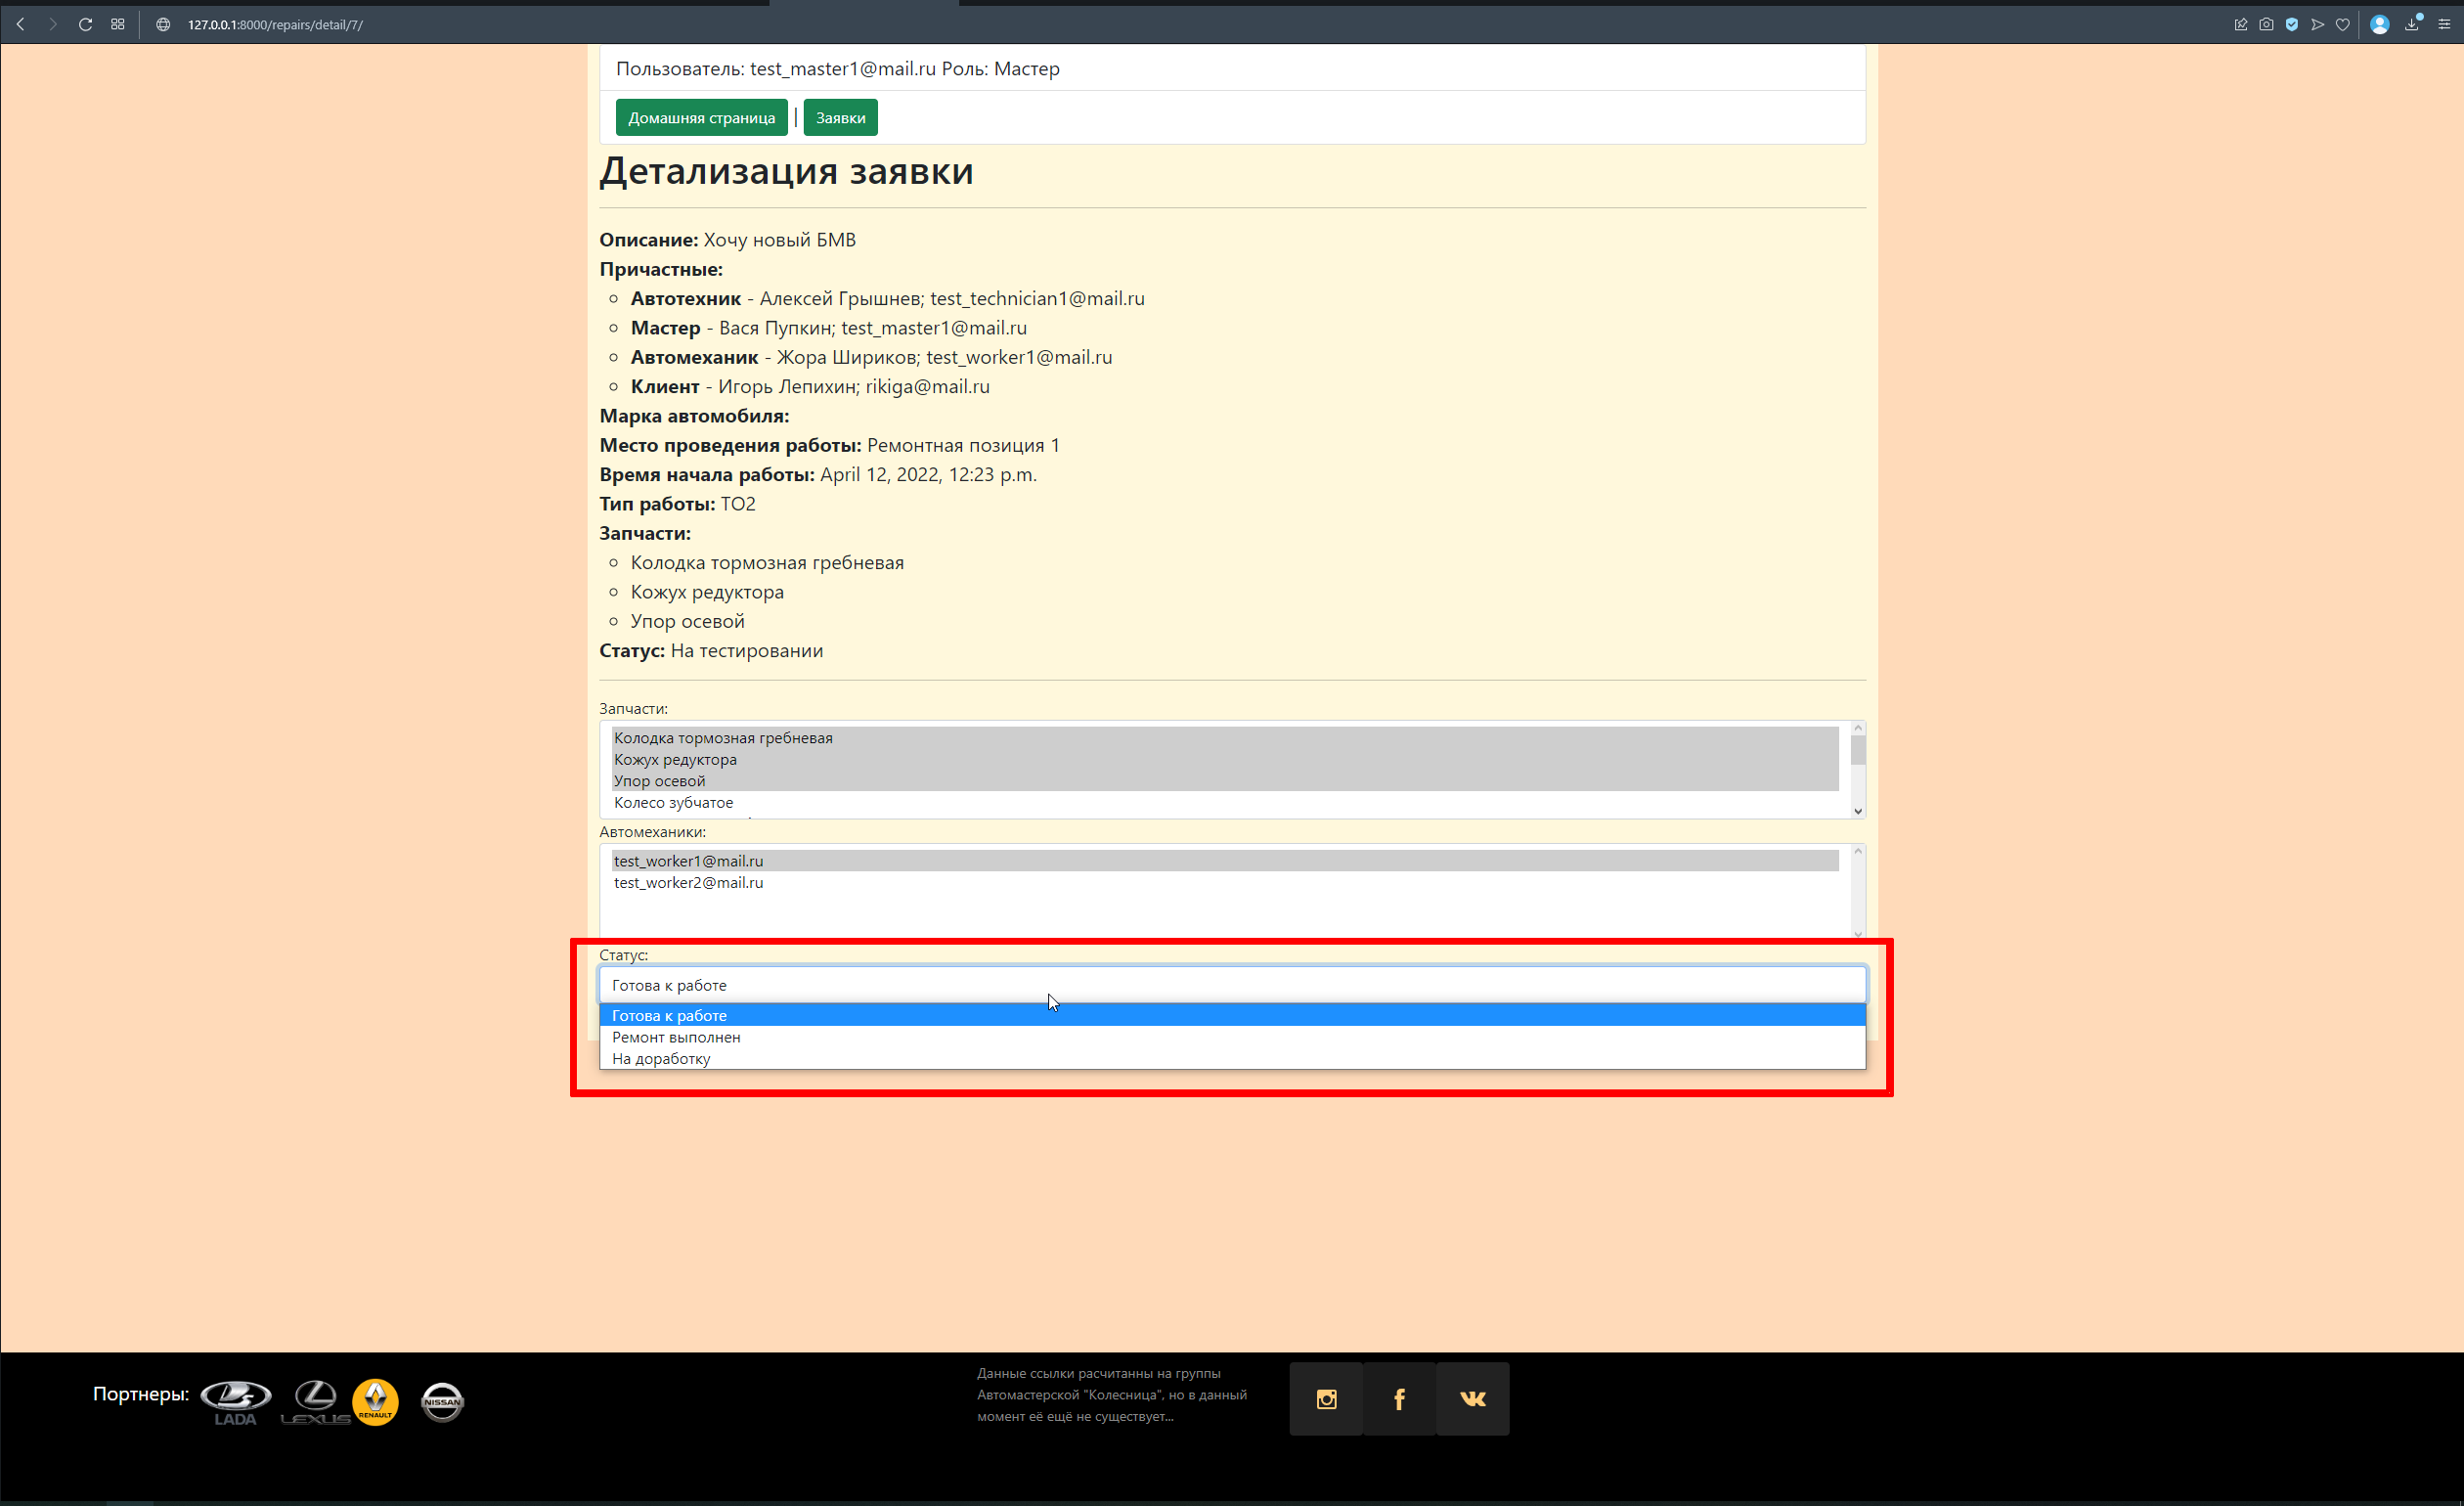 127.0.0.1:8000/repairs/detail/7/
Пользователь: test_master1@mail.ru Роль: Мастер
Домашняя страница | Заявки
Детализация заявки
Описание: Хочу новый БМВ
Причастные:
Автотехник - Алексей Грышнев; test_technician1@mail.ru
Мастер - Вася Пупкин; test_master1@mail.ru
Автомеханик - Жора Шириков; test_worker1@mail.ru
Клиент - Игорь Лепихин; rikiga@mail.ru
Марка автомобиля:
Место проведения работы: Ремонтная позиция 1
Время начала работы: April 12, 2022, 12:23 p.m.
Тип работы: ТО2
Запчасти:
Колодка тормозная гребневая
Кожух редуктора
Упор осевой
Статус: На тестировании
Запчасти:
Колодка тормозная гребневая
Кожух редуктора
Упор осевой
Колесо зубчатое
Автомеханики:
test_worker1@mail.ru
test_worker2@mail.ru
Статус:
Готова к работе
Готова к работе
Ремонт выполнен
На доработку
Партнеры:
LADA
LEXUS
RENAULT
NISSAN
Данные ссылки расчитанны на группы
Автомастерской "Колесница", но в данный
момент её ещё не существует...